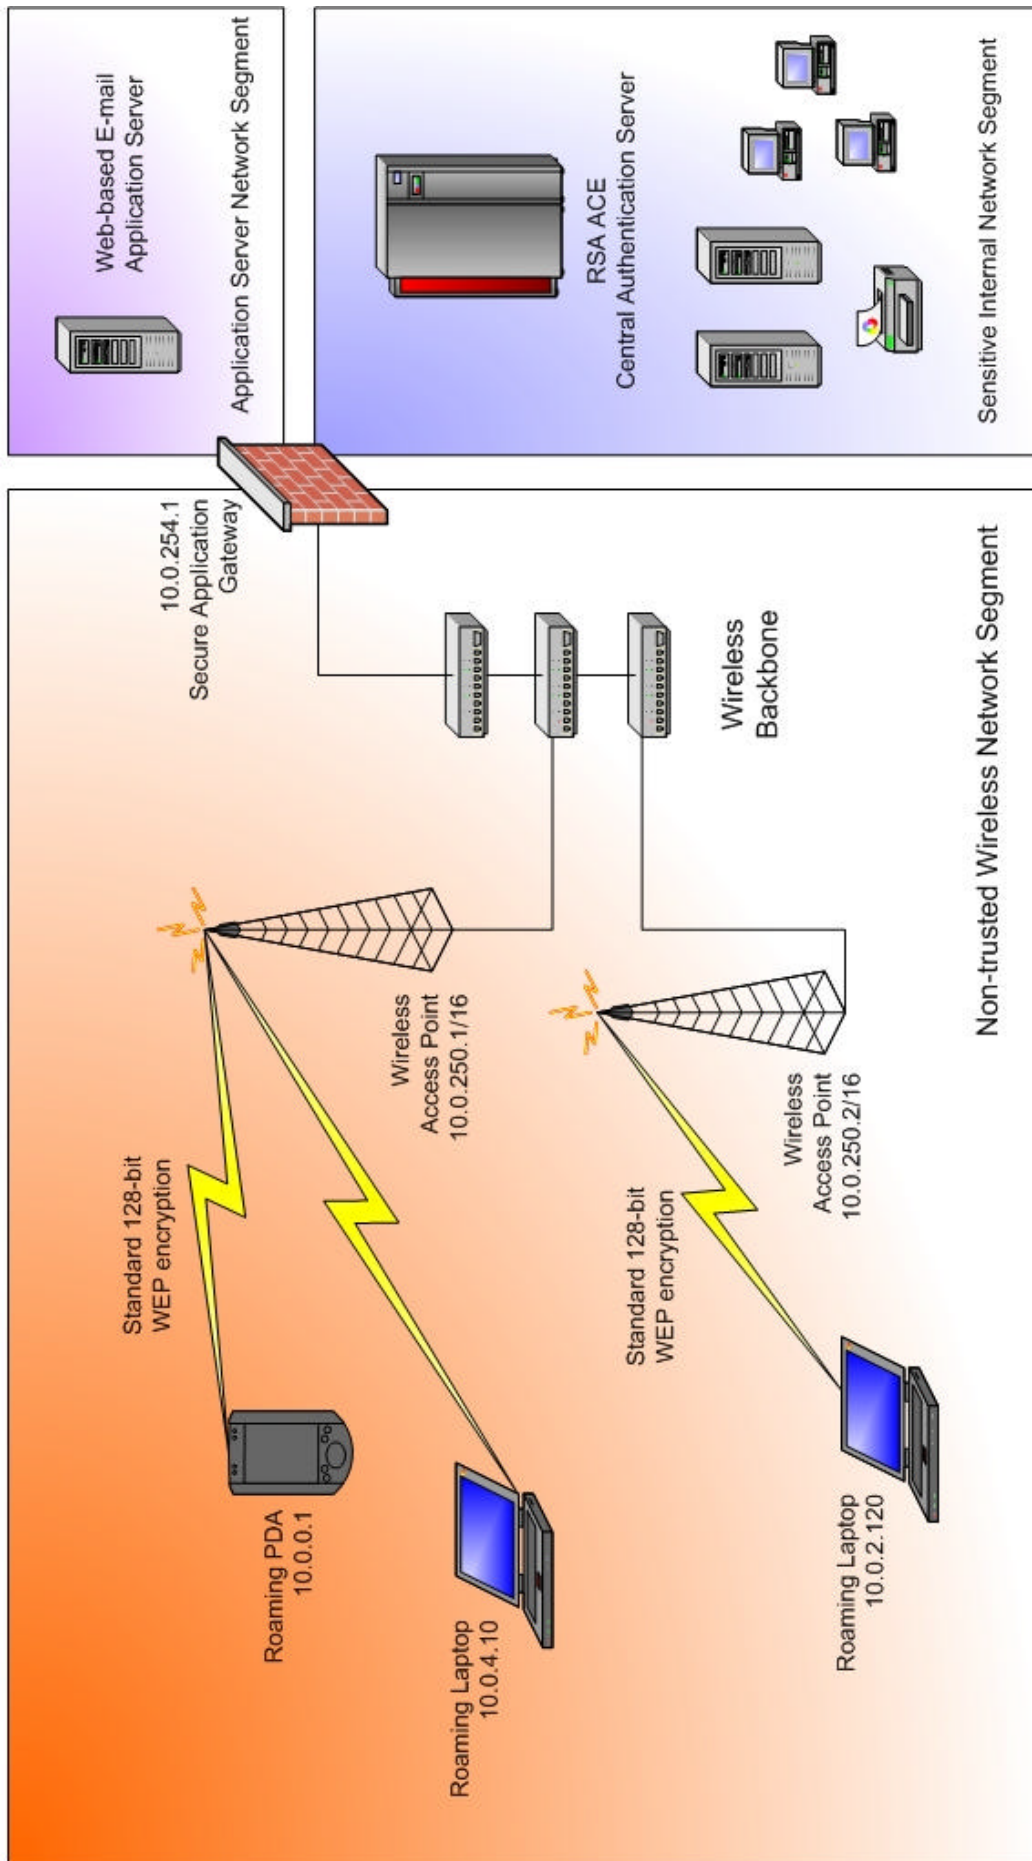 Roaming PDA
10.0.0.1
Standard 128-bit
WEP encryption
Roaming Laptop
10.0.4.10
Wireless
Access Point
10.0.250.1/16
Roaming Laptop
10.0.2.120
Standard 128-bit
WEP encryption
Wireless
Access Point
10.0.250.2/16
10.0.254.1
Secure Application
Gateway
Wireless
Backbone
Non-trusted Wireless Network Segment
Web-based E-mail
Application Server
Application Server Network Segment
RSA ACE
Central Authentication Server
Sensitive Internal Network Segment